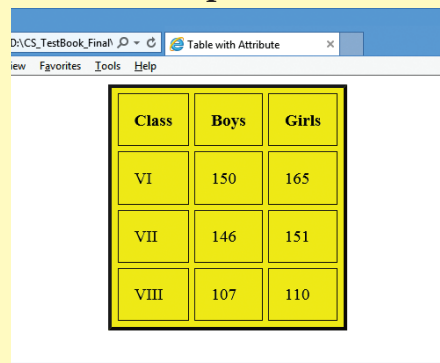 D:\CS_TestBook_Final\
Table with Attribute
iew Favorites Tools Help
Class Boys Girls
VI 150 165
VII 146 151
VIII 107 110